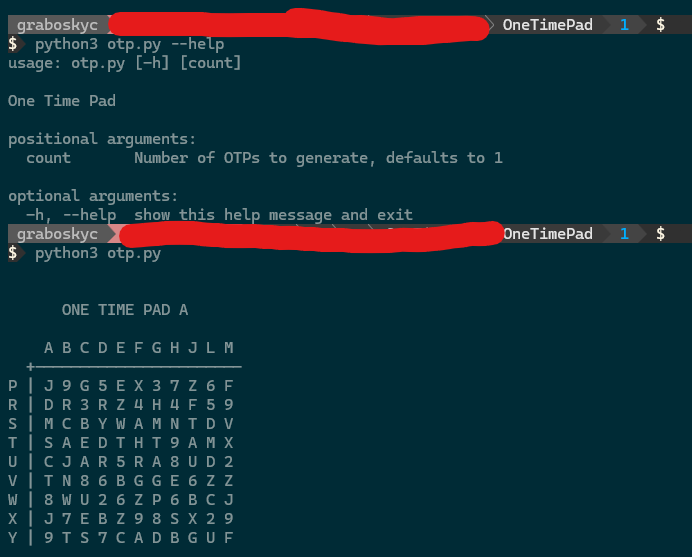 graboskyc OneTimePad 1 $
$ python3 otp.py --help
usage: otp.py [-h] [count]
One Time Pad
positional arguments:
count Number of OTPs to generate, defaults to 1
optional arguments:
-h, --help show this help message and exit
graboskyc OneTimePad 1 $
$ python3 otp.py
ONE TIME PAD A
A B C D E F G H J L M
+———————————————————————
P | J 9 G 5 E X 3 7 Z 6 F
R | D R 3 R Z 4 H 4 F 5 9
S | M C B Y W A M N T D V
T | S A E D T H T 9 A M X
U | C J A R 5 R A 8 U D 2
V | T N 8 6 B G G E 6 Z Z
W | 8 W U 2 6 Z P 6 B C J
X | J 7 E B Z 9 8 S X 2 9
Y | 9 T S 7 C A D B G U F